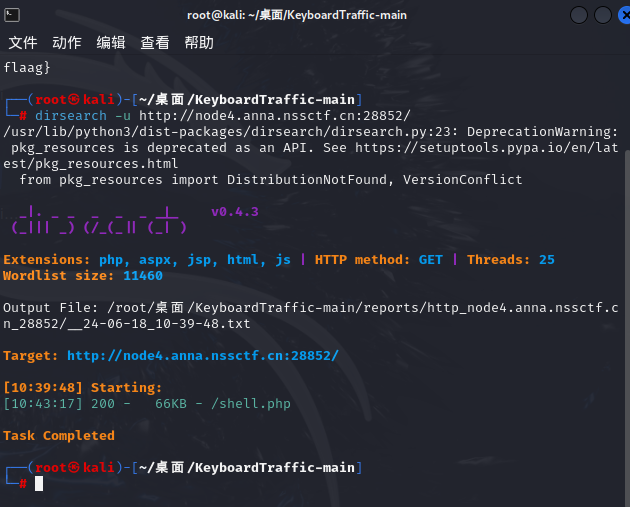 root@kali: ~/桌面/KeyboardTraffic-main
文件 动作 编辑 查看 帮助
flaag}
┌──(root㉿kali)-[~/桌面/KeyboardTraffic-main]
└─# dirsearch -u http://node4.anna.nssctf.cn:28852/
/usr/lib/python3/dist-packages/dirsearch/dirsearch.py:23: DeprecationWarning:
pkg_resources is deprecated as an API. See https://setuptools.pypa.io/en/lat
est/pkg_resources.html
from pkg_resources import DistributionNotFound, VersionConflict
_|. _ _ _ _ _ _|_ v0.4.3
(_||| _) (/_(_|| (_| )
Extensions: php, aspx, jsp, html, js | HTTP method: GET | Threads: 25
Wordlist size: 11460
Output File: /root/桌面/KeyboardTraffic-main/reports/http_node4.anna.nssctf.c
n_28852/__24-06-18_10-39-48.txt
Target: http://node4.anna.nssctf.cn:28852/
[10:39:48] Starting:
[10:43:17] 200 - 66KB - /shell.php
Task Completed
┌──(root㉿kali)-[~/桌面/KeyboardTraffic-main]
└─#